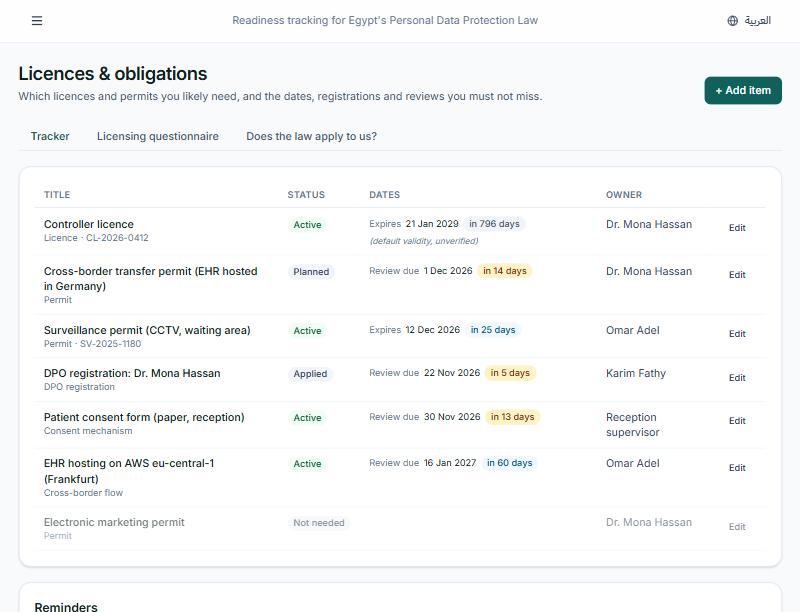 Readiness tracking for Egypt's Personal Data Protection Law
العربية
Licences & obligations
Which licences and permits you likely need, and the dates, registrations and reviews you must not miss.
+ Add item
Tracker Licensing questionnaire Does the law apply to us?
TITLE STATUS DATES OWNER
Controller licence Active Expires 21 Jan 2029 in 796 days Dr. Mona Hassan Edit
Licence · CL-2026-0412 (default validity, unverified)
Cross-border transfer permit (EHR hosted Planned Review due 1 Dec 2026 in 14 days Dr. Mona Hassan Edit
in Germany)
Permit
Surveillance permit (CCTV, waiting area) Active Expires 12 Dec 2026 in 25 days Omar Adel Edit
Permit · SV-2025-1180
DPO registration: Dr. Mona Hassan Applied Review due 22 Nov 2026 in 5 days Karim Fathy Edit
DPO registration
Patient consent form (paper, reception) Active Review due 30 Nov 2026 in 13 days Reception Edit
Consent mechanism supervisor
EHR hosting on AWS eu-central-1 Active Review due 16 Jan 2027 in 60 days Omar Adel Edit
(Frankfurt)
Cross-border flow
Electronic marketing permit Not needed Dr. Mona Hassan Edit
Permit
Reminders